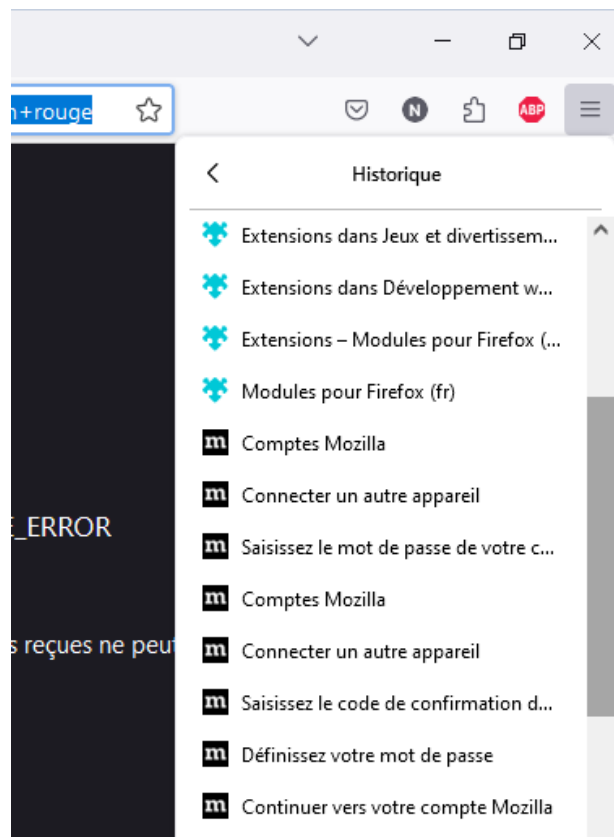 n+rouge
N
ABP
Historique
Extensions dans Jeux et divertissem...
Extensions dans Développement w...
Extensions – Modules pour Firefox (...
Modules pour Firefox (fr)
m Comptes Mozilla
m Connecter un autre appareil
E_ERROR
m Saisissez le mot de passe de votre c...
m Comptes Mozilla
s reçues ne peut
m Connecter un autre appareil
m Saisissez le code de confirmation d...
m Définissez votre mot de passe
m Continuer vers votre compte Mozilla